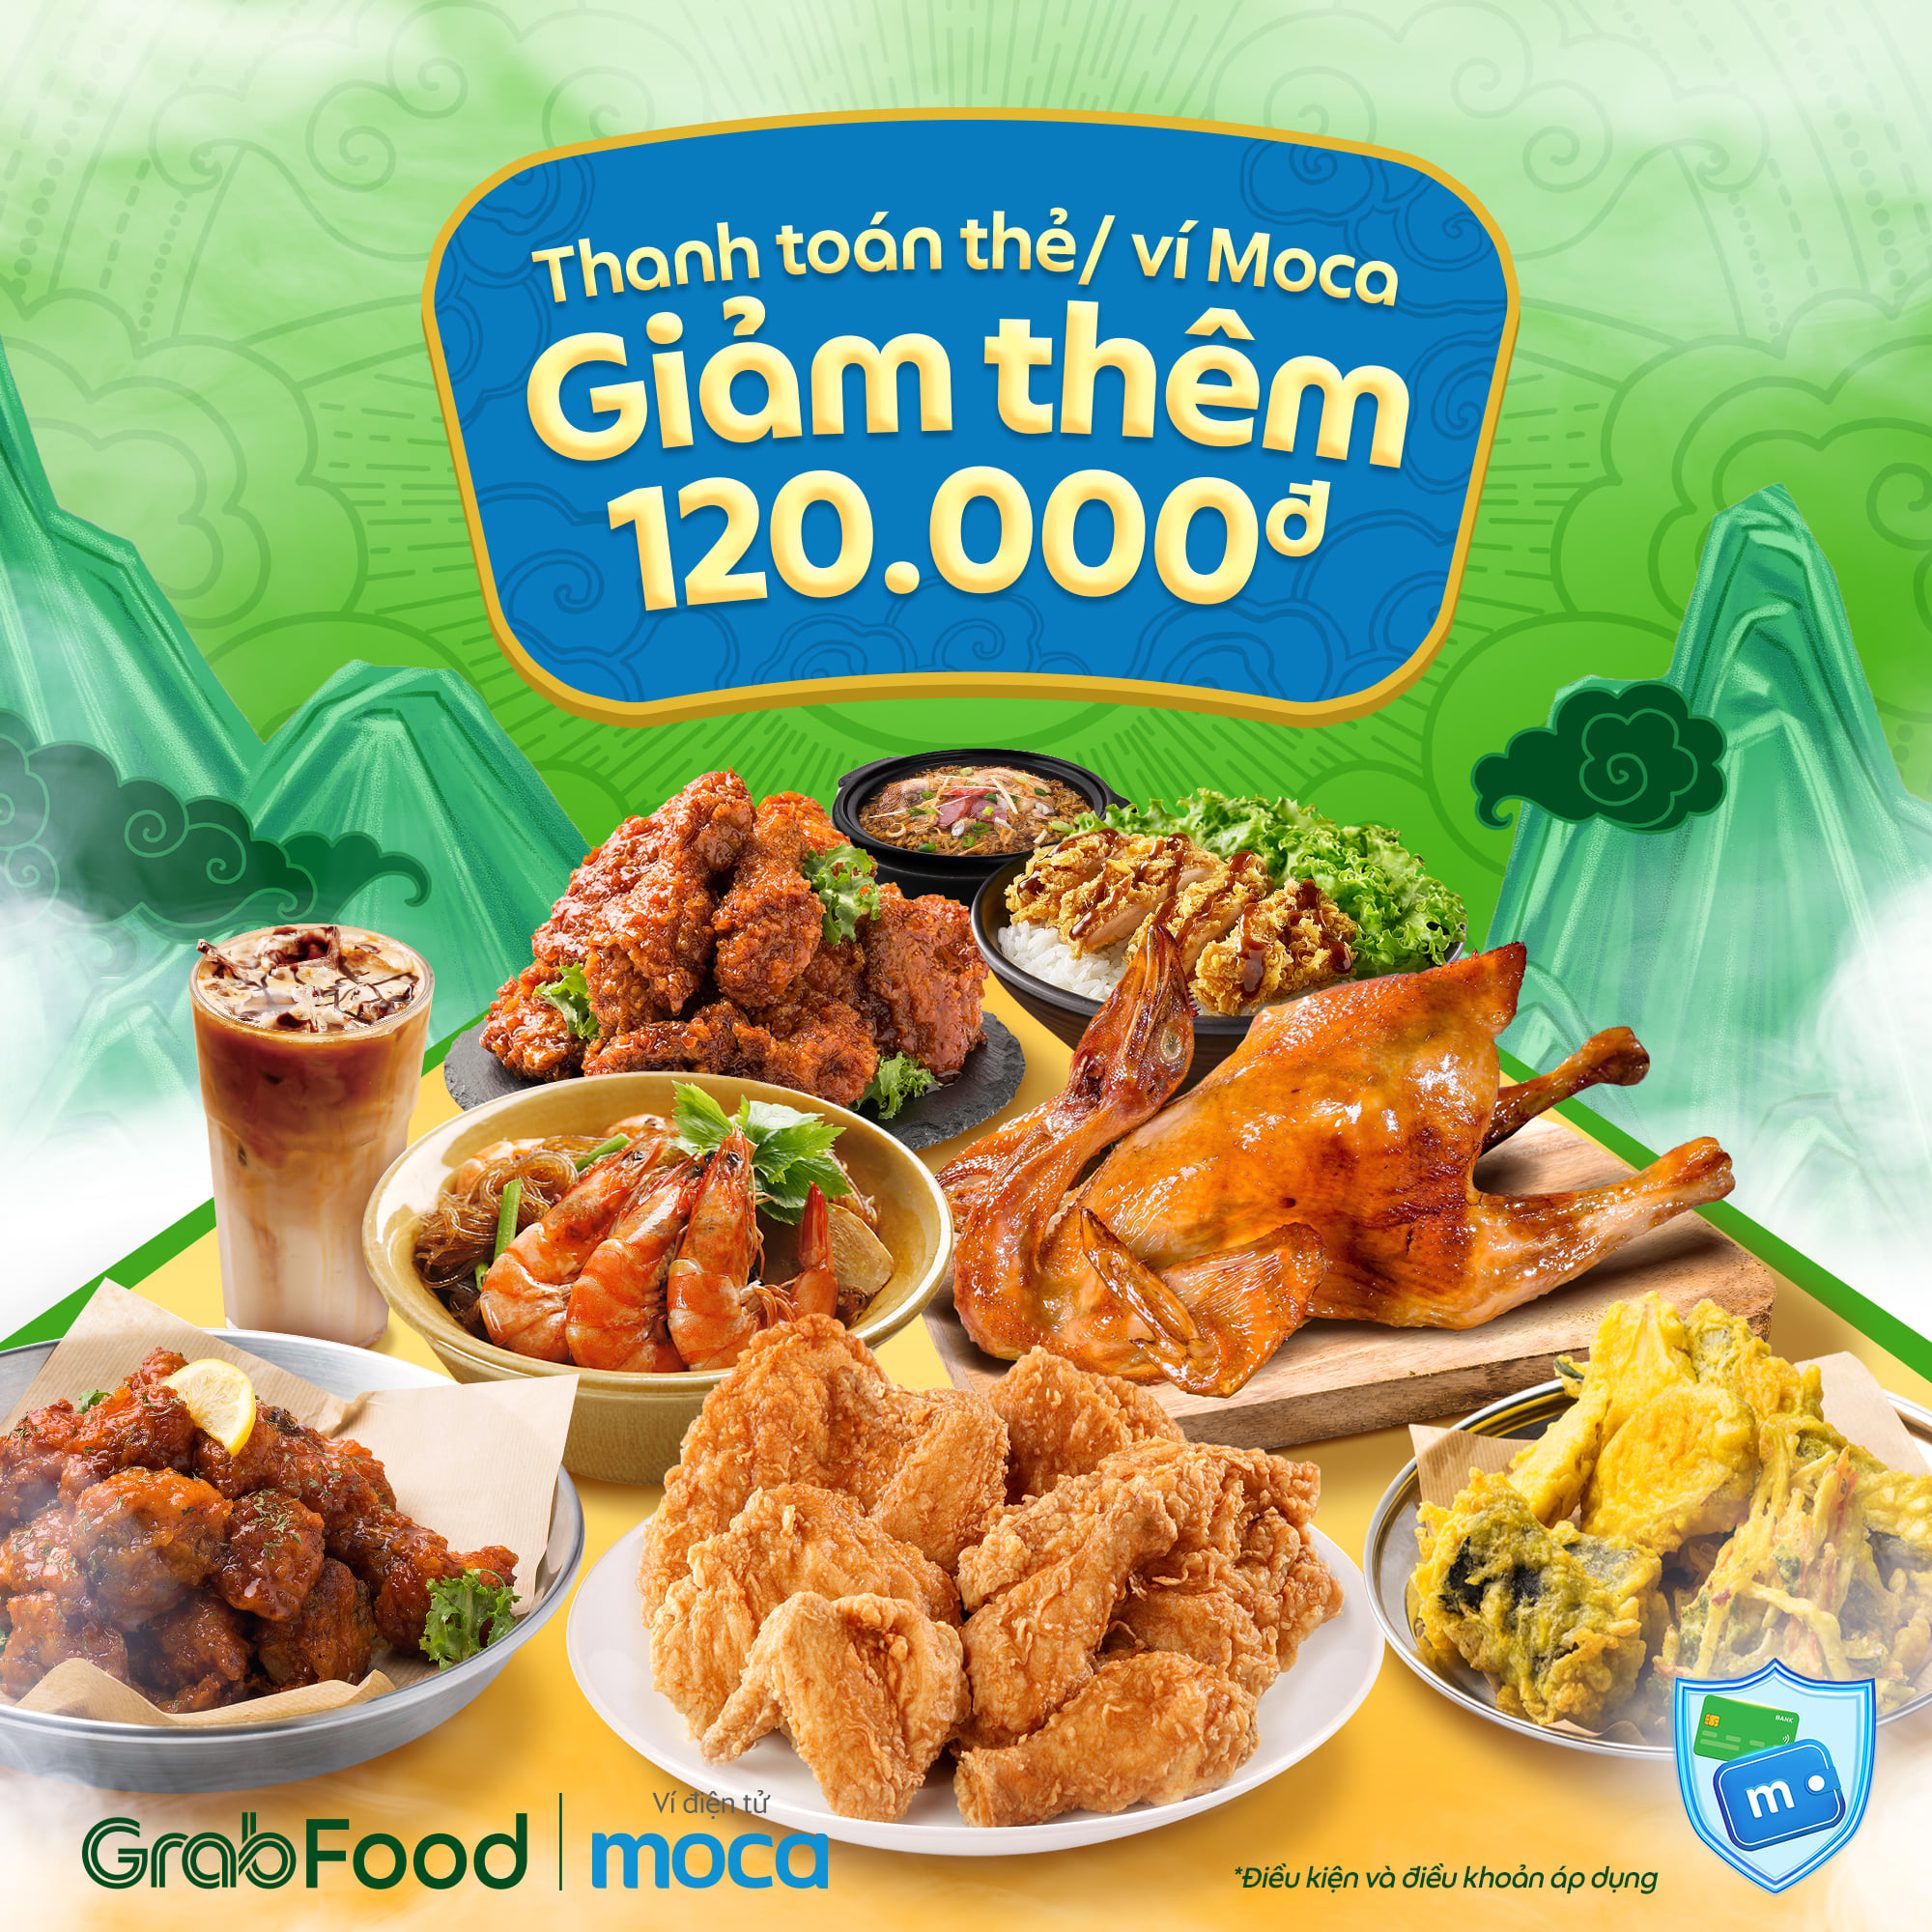 Thanh toán thẻ/ ví Moca
Giảm thêm
120.000đ
BANK
m
GrabFood
Ví điện tử
moca
*Điều kiện và điều khoản áp dụng